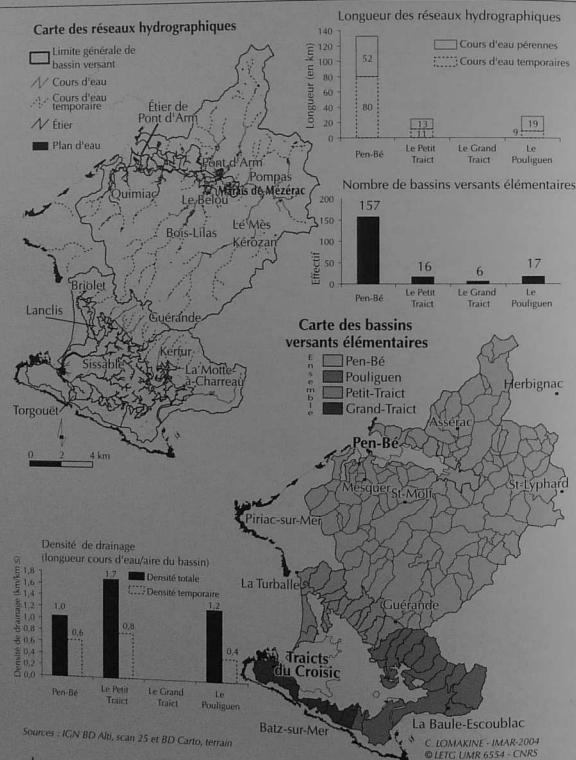 Carte des réseaux hydrographiques
Limite générale de
bassin versant
Cours d'eau
Cours d'eau
temporaire
Étier
Plan d'eau
Étier de
Pont d'Arm
Pont d'Arm
Pompas
Marais de Mézérac
Quimiac
Le Bélou
Le Mès
Bois-Lilas
Kérozan
Briolet
Lanclis
Guérande
Sissable
Kerfur
La Motte-
à-Charreau
Torgouët
0 2 4 km
Longueur des réseaux hydrographiques
Longueur (en km)
140
120
100
80
60
40
20
0
Cours d'eau pérennes
Cours d'eau temporaires
52
80
13
11
19
9
Pen-Bé
Le Petit
Traict
Le Grand
Traict
Le
Pouliguen
Nombre de bassins versants élémentaires
Effectif
200
150
100
50
0
157
16
6
17
Pen-Bé
Le Petit
Traict
Le Grand
Traict
Le
Pouliguen
Carte des bassins
versants élémentaires
Ensemble
Pen-Bé
Pouliguen
Petit-Traict
Grand-Traict
Herbignac
Assérac
Pen-Bé
Mesquer
St-Molf
St-Lyphard
Piriac-sur-Mer
La Turballe
Guérande
Traicts
du Croisic
Batz-sur-Mer
La Baule-Escoublac
Densité de drainage
(longueur cours d'eau/aire du bassin)
Densité de drainage
1,8
1,6
1,4
1,2
1,0
0,8
0,6
0,4
0,2
0,0
Densité totale
Densité temporaire
1,0
0,6
1,7
0,8
1,2
0,4
Pen-Bé
Le Petit
Traict
Le Grand
Traict
Le
Pouliguen
Sources : IGN BD Alti, scan 25 et BD Carto, terrain
C. LOMAKINE - IMAR-2004
© LETG UMR 6554 - CNRS